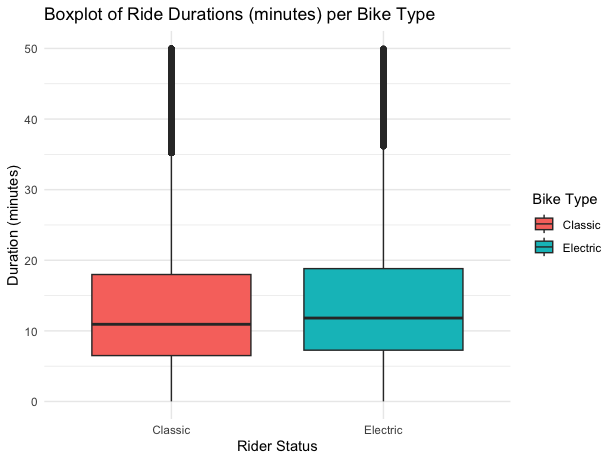 Boxplot of Ride Durations (minutes) per Bike Type
Duration (minutes)
50
40
30
20
10
0
Classic
Electric
Rider Status
Bike Type
Classic
Electric